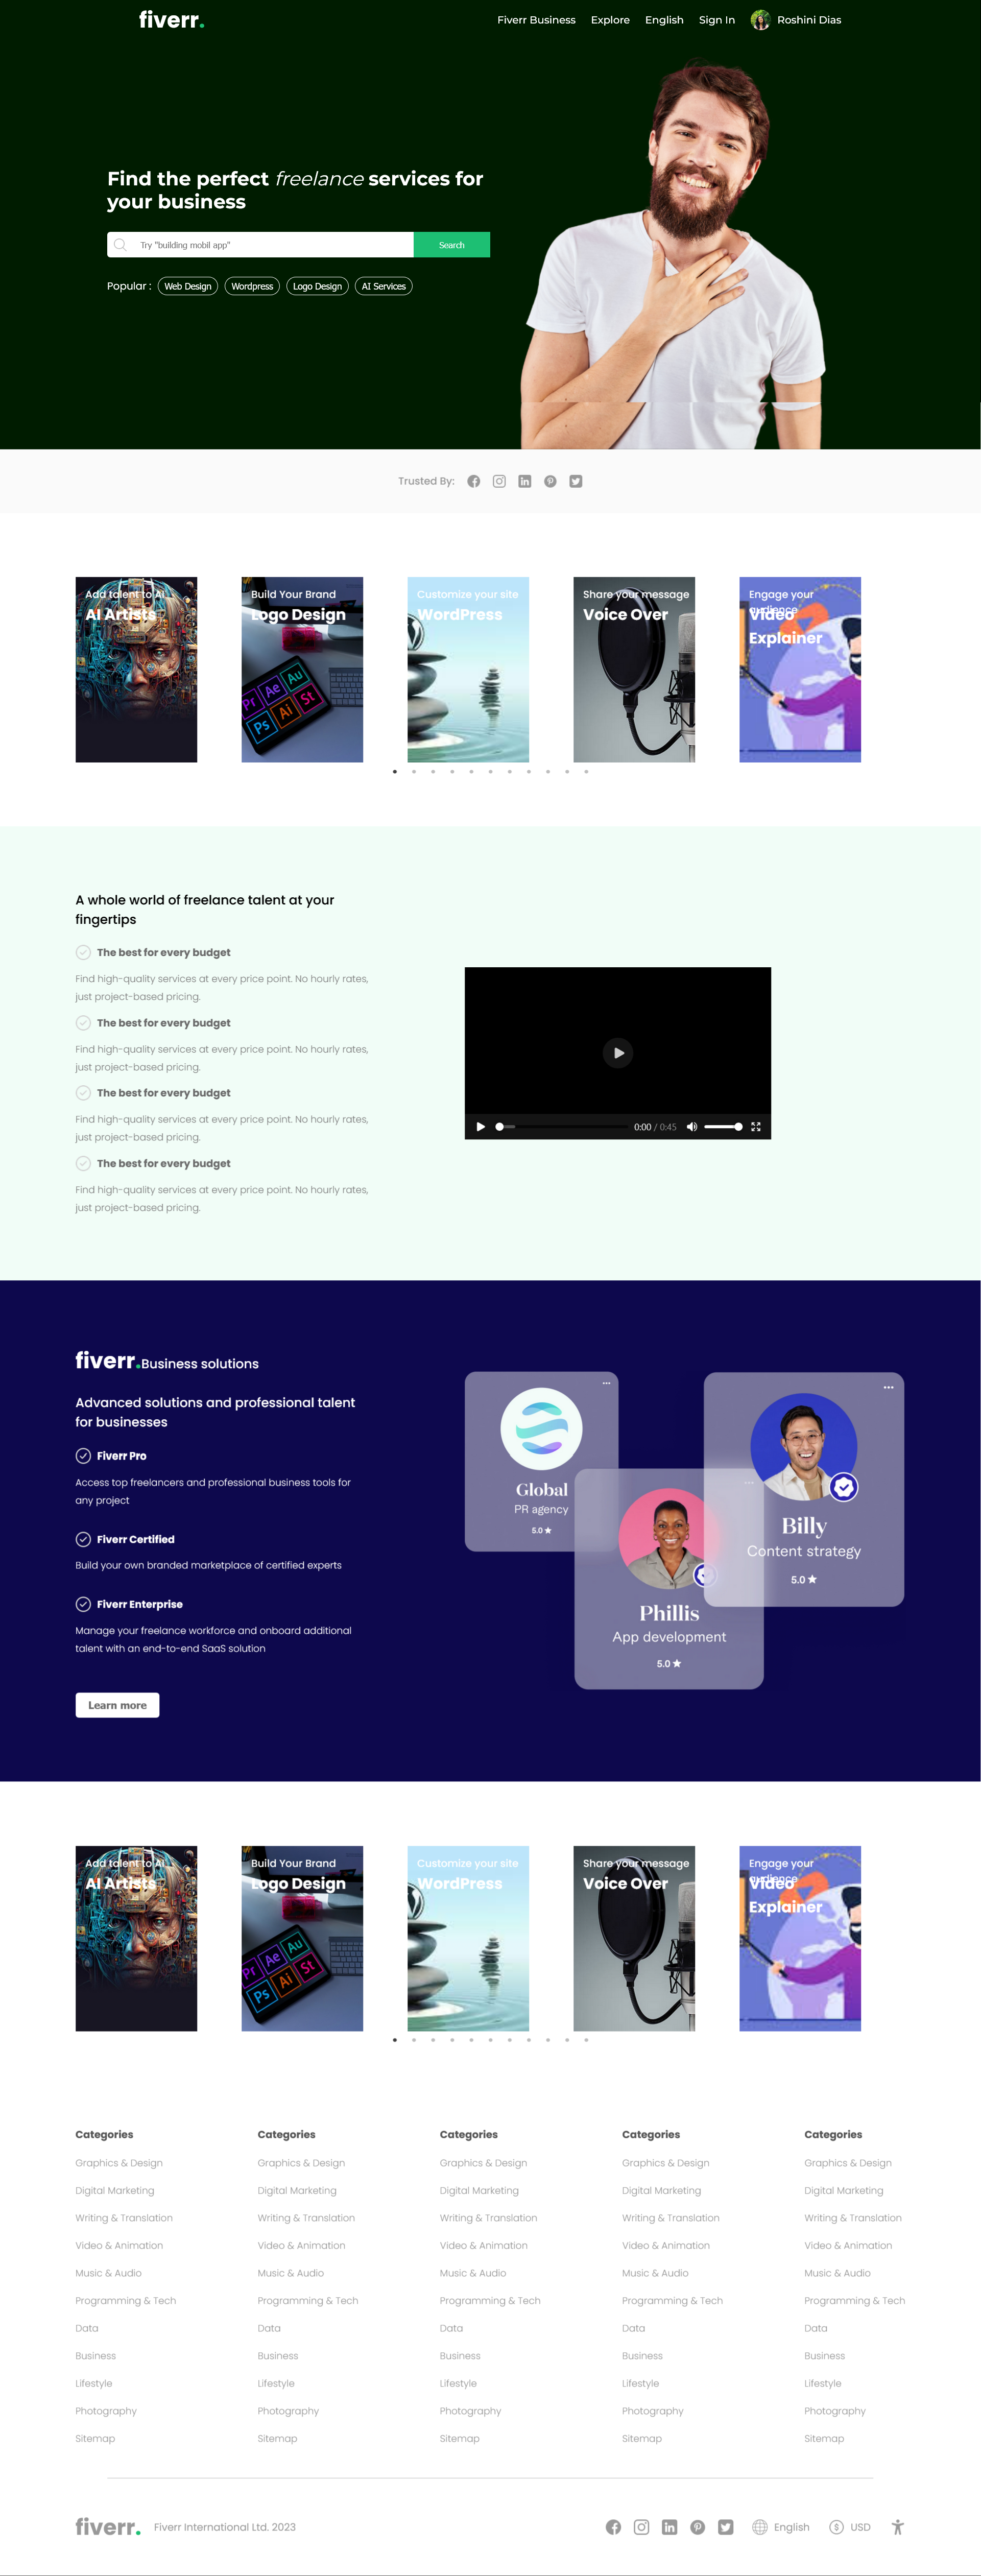 fiverr.
Fiverr Business Explore English Sign In Roshini Dias
Find the perfect freelance services for
your business
Try "building mobil app" Search
Popular : Web Design Wordpress Logo Design AI Services
Trusted By:
Add talent to AI
AI Artists
Build Your Brand
Logo Design
Customize your site
WordPress
Share your message
Voice Over
Engage your
audience
Video
Explainer
Pr Ae Au
Ps Ai St
A whole world of freelance talent at your
fingertips
The best for every budget
Find high-quality services at every price point. No hourly rates,
just project-based pricing.
The best for every budget
Find high-quality services at every price point. No hourly rates,
just project-based pricing.
The best for every budget
Find high-quality services at every price point. No hourly rates,
just project-based pricing.
The best for every budget
Find high-quality services at every price point. No hourly rates,
just project-based pricing.
0:00 / 0:45
fiverr. Business solutions
Advanced solutions and professional talent
for businesses
Fiverr Pro
Access top freelancers and professional business tools for
any project
Fiverr Certified
Build your own branded marketplace of certified experts
Fiverr Enterprise
Manage your freelance workforce and onboard additional
talent with an end-to-end SaaS solution
Learn more
Global
PR agency
5.0
Phillis
App development
5.0
Billy
Content strategy
5.0
Add talent to AI
AI Artists
Build Your Brand
Logo Design
Customize your site
WordPress
Share your message
Voice Over
Engage your
audience
Video
Explainer
Pr Ae Au
Ps Ai St
Categories Categories Categories Categories Categories
Graphics & Design Graphics & Design Graphics & Design Graphics & Design Graphics & Design
Digital Marketing Digital Marketing Digital Marketing Digital Marketing Digital Marketing
Writing & Translation Writing & Translation Writing & Translation Writing & Translation Writing & Translation
Video & Animation Video & Animation Video & Animation Video & Animation Video & Animation
Music & Audio Music & Audio Music & Audio Music & Audio Music & Audio
Programming & Tech Programming & Tech Programming & Tech Programming & Tech Programming & Tech
Data Data Data Data Data
Business Business Business Business Business
Lifestyle Lifestyle Lifestyle Lifestyle Lifestyle
Photography Photography Photography Photography Photography
Sitemap Sitemap Sitemap Sitemap Sitemap
fiverr. Fiverr International Ltd. 2023 English USD